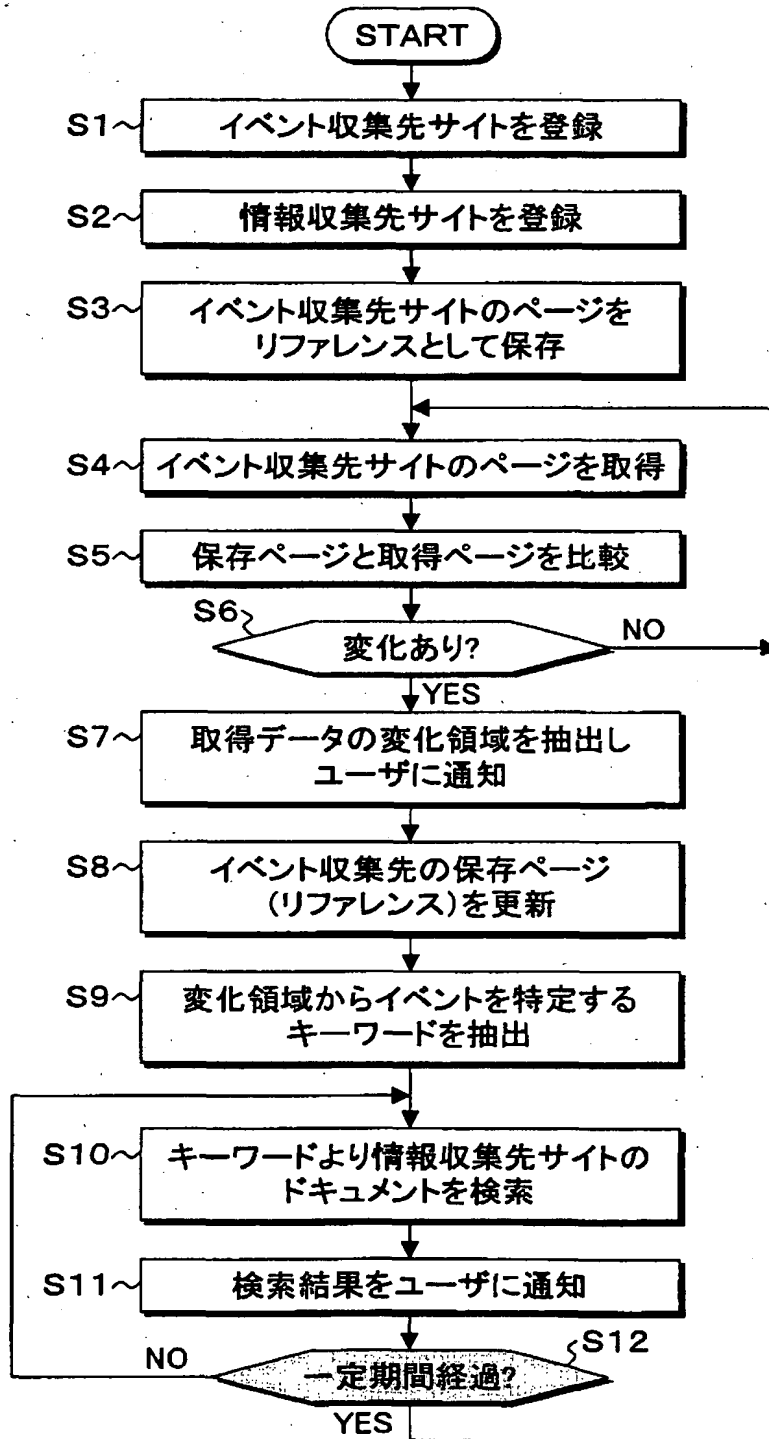 START
S1～ イベント収集先サイトを登録
S2～ 情報収集先サイトを登録
S3～ イベント収集先サイトのページを
リファレンスとして保存
S4～ イベント収集先サイトのページを取得
S5～ 保存ページと取得ページを比較
S6
変化あり?
NO
YES
S7～ 取得データの変化領域を抽出し
ユーザに通知
S8～ イベント収集先の保存ページ
(リファレンス)を更新
S9～ 変化領域からイベントを特定する
キーワードを抽出
S10～ キーワードより情報収集先サイトの
ドキュメントを検索
S11～ 検索結果をユーザに通知
S12
NO
一定期間経過?
YES